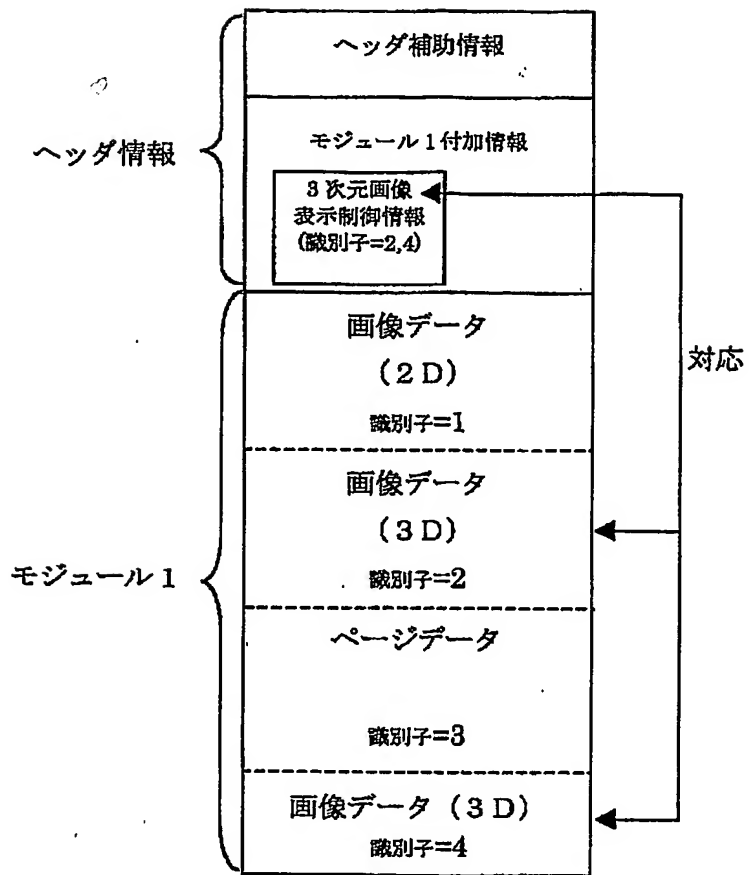 ヘッダ補助情報
ヘッダ情報
モジュール1付加情報
3次元画像
表示制御情報
(識別子=2,4)
画像データ
(2D)
識別子=1
対応
画像データ
(3D)
識別子=2
モジュール1
ページデータ
識別子=3
画像データ (3D)
識別子=4